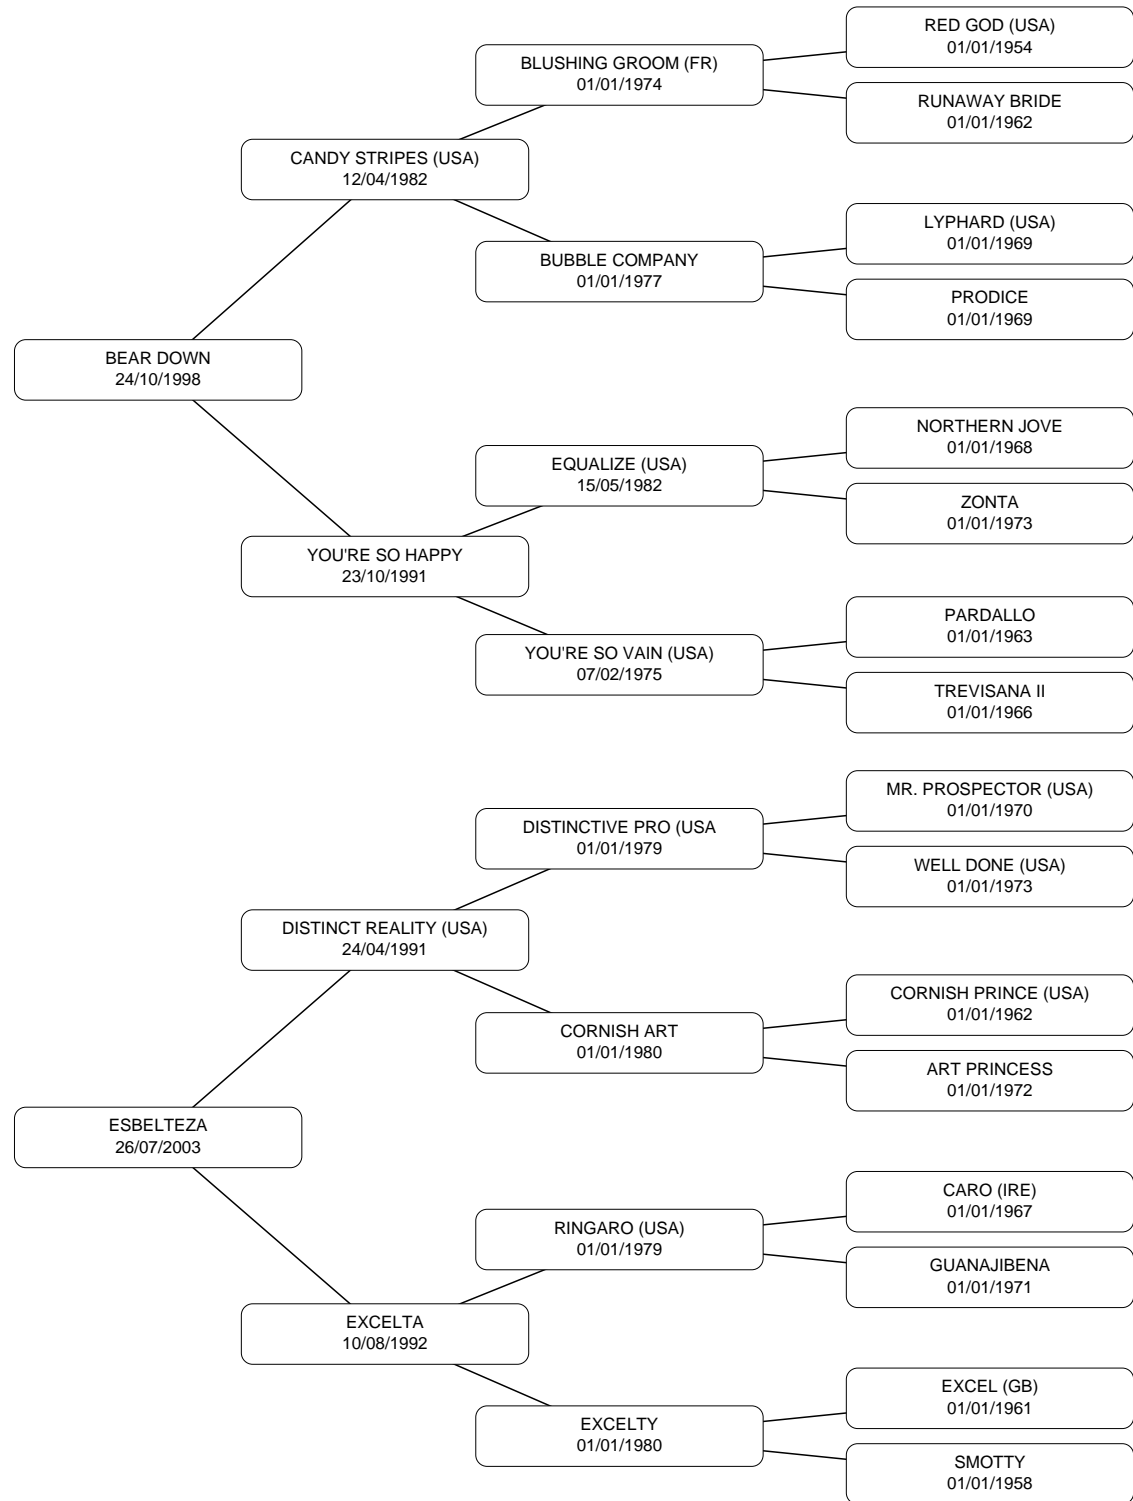 RED GOD (USA)
01/01/1954
BLUSHING GROOM (FR)
01/01/1974
RUNAWAY BRIDE
01/01/1962
CANDY STRIPES (USA)
12/04/1982
LYPHARD (USA)
01/01/1969
BUBBLE COMPANY
01/01/1977
PRODICE
01/01/1969
BEAR DOWN
24/10/1998
NORTHERN JOVE
01/01/1968
EQUALIZE (USA)
15/05/1982
ZONTA
01/01/1973
YOU'RE SO HAPPY
23/10/1991
PARDALLO
01/01/1963
YOU'RE SO VAIN (USA)
07/02/1975
TREVISANA II
01/01/1966
MR. PROSPECTOR (USA)
01/01/1970
DISTINCTIVE PRO (USA
01/01/1979
WELL DONE (USA)
01/01/1973
DISTINCT REALITY (USA)
24/04/1991
CORNISH PRINCE (USA)
01/01/1962
CORNISH ART
01/01/1980
ART PRINCESS
01/01/1972
ESBELTEZA
26/07/2003
CARO (IRE)
01/01/1967
RINGARO (USA)
01/01/1979
GUANAJIBENA
01/01/1971
EXCELTA
10/08/1992
EXCEL (GB)
01/01/1961
EXCELTY
01/01/1980
SMOTTY
01/01/1958